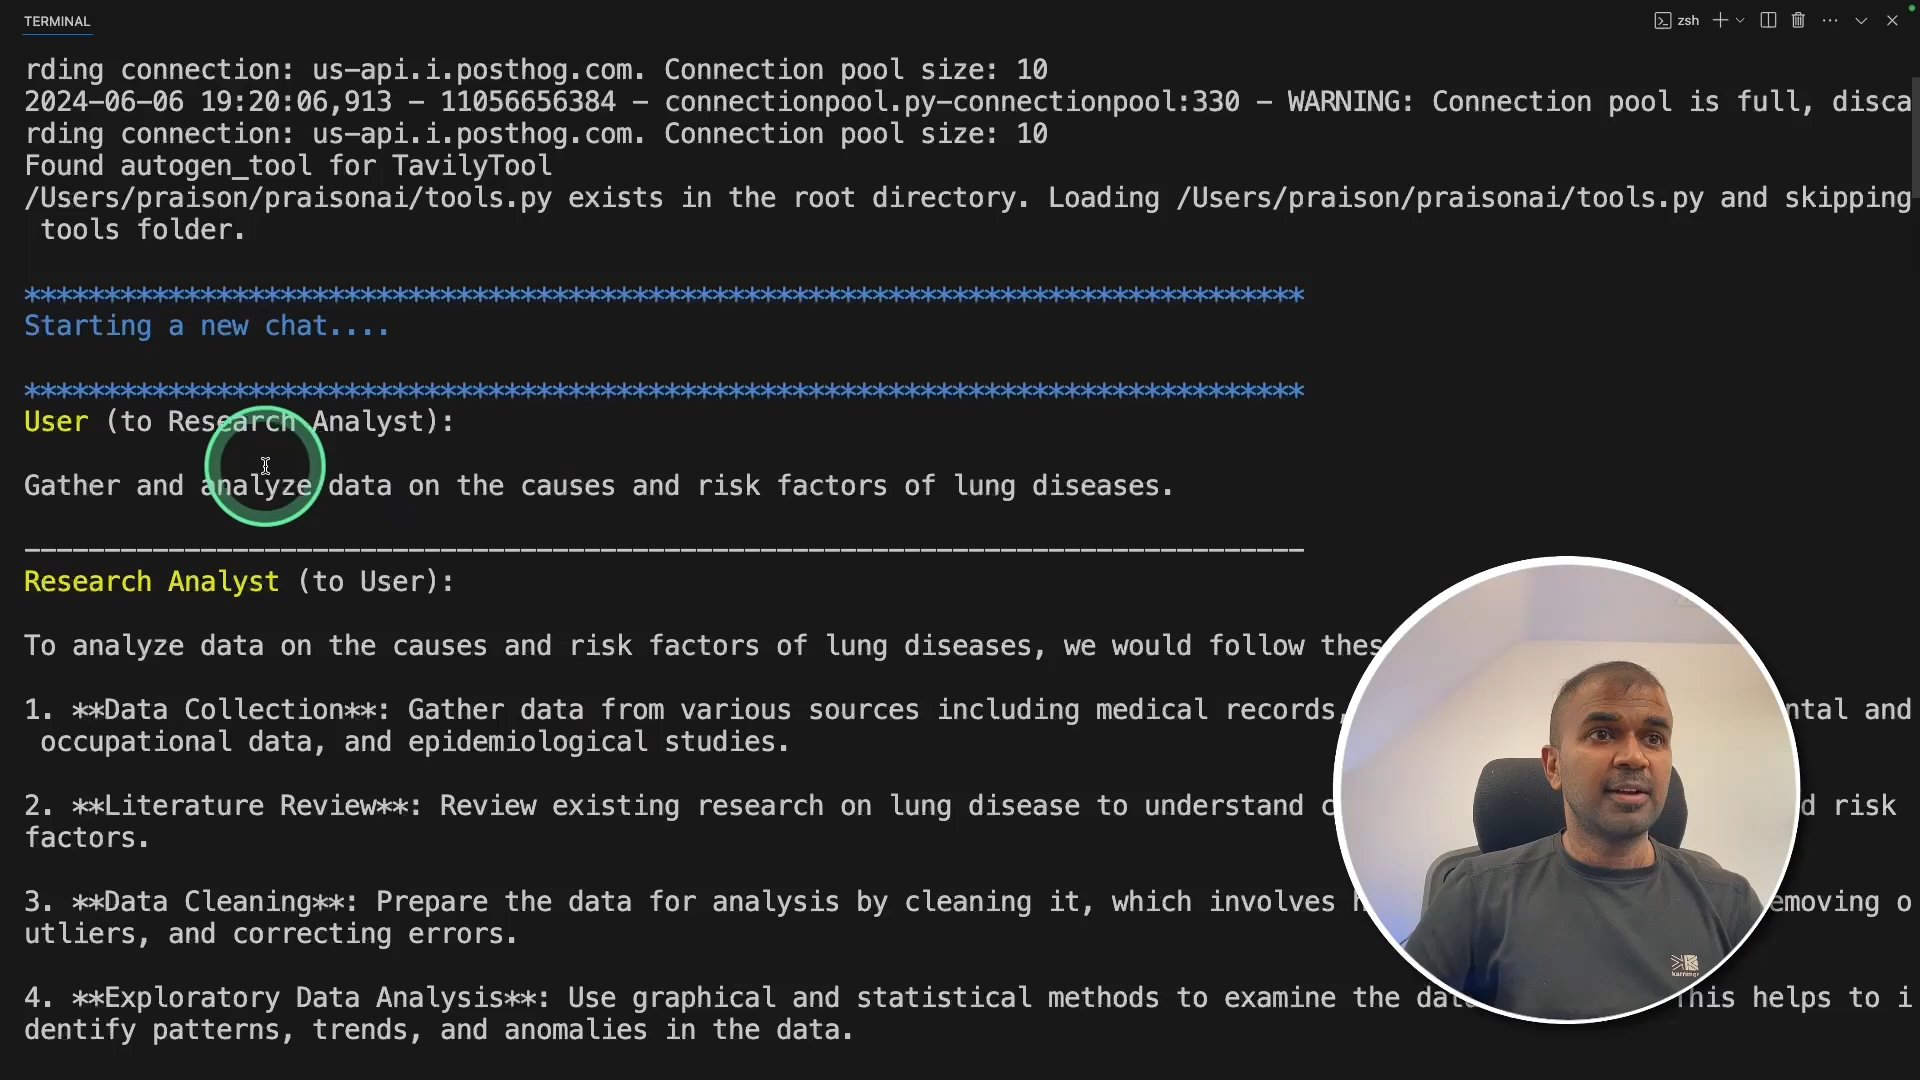 TERMINAL
zsh
rding connection: us-api.i.posthog.com. Connection pool size: 10
2024-06-06 19:20:06,913 - 11056656384 - connectionpool.py-connectionpool:330 - WARNING: Connection pool is full, disca
rding connection: us-api.i.posthog.com. Connection pool size: 10
Found autogen_tool for TavilyTool
/Users/praison/praisonai/tools.py exists in the root directory. Loading /Users/praison/praisonai/tools.py and skipping
tools folder.
********************************************************************************
Starting a new chat....
********************************************************************************
User (to Research Analyst):
Gather and analyze data on the causes and risk factors of lung diseases.
--------------------------------------------------------------------------------
Research Analyst (to User):
To analyze data on the causes and risk factors of lung diseases, we would follow
1. **Data Collection**: Gather data from various sources including medical records, ntal and
occupational data, and epidemiological studies.
2. **Literature Review**: Review existing research on lung disease to understand risk
factors.
3. **Data Cleaning**: Prepare the data for analysis by cleaning it, which involves emoving o
utliers, and correcting errors.
4. **Exploratory Data Analysis**: Use graphical and statistical methods to examine the This helps to i
dentify patterns, trends, and anomalies in the data.